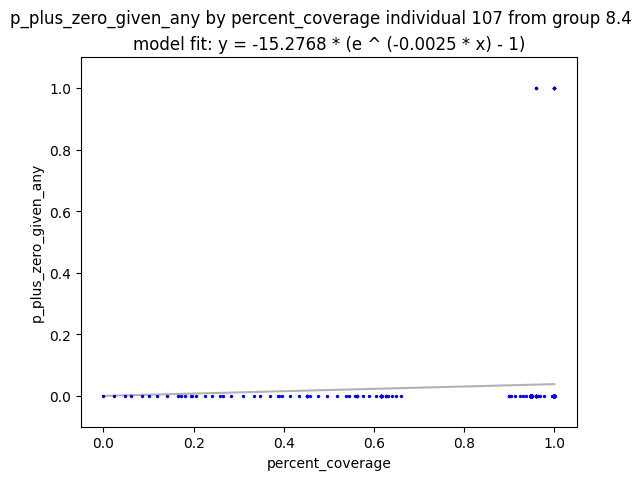 p_plus_zero_given_any by percent_coverage individual 107 from group 8.4
model fit: y = -15.2768 * (e ^ (-0.0025 * x) - 1)
1.0
0.8
0.6
0.4
0.2
0.0
p_plus_zero_given_any
0.0 0.2 0.4 0.6 0.8 1.0
percent_coverage